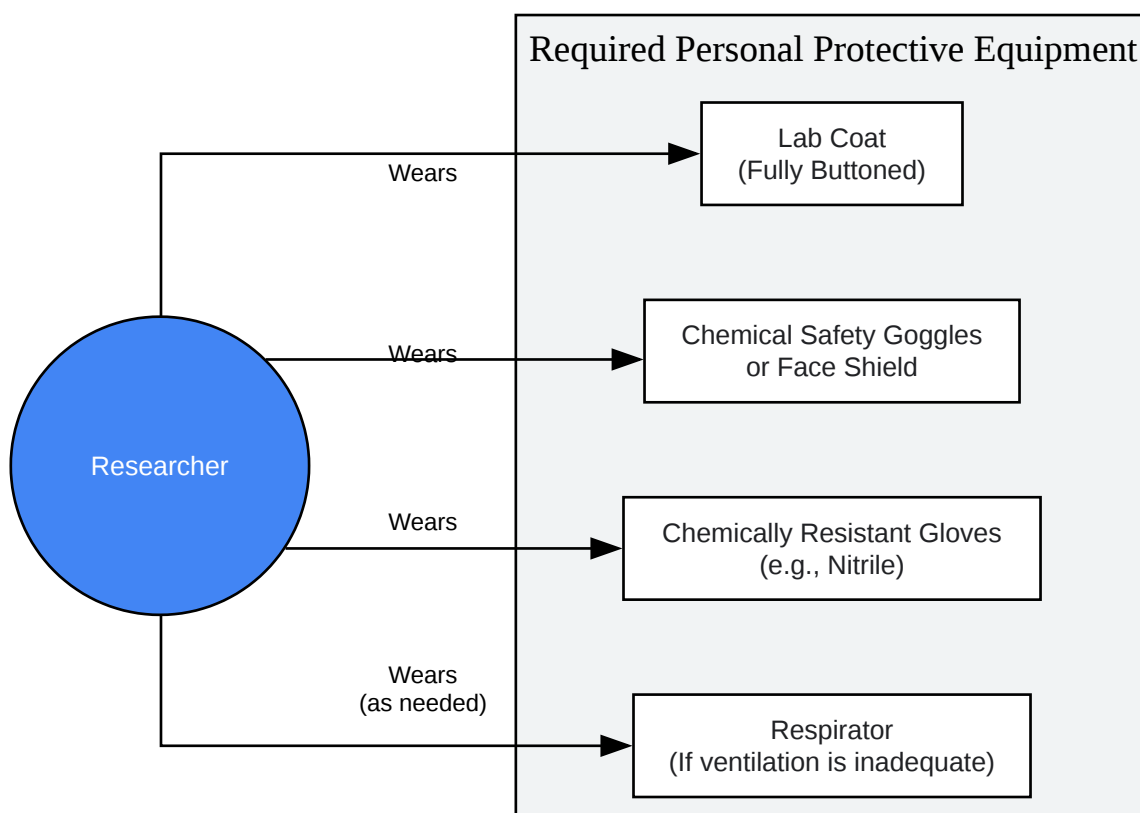 Required Personal Protective Equipment
Lab Coat
(Fully Buttoned)
Wears
Chemical Safety Goggles
or Face Shield
Wears
Researcher
Chemically Resistant Gloves
(e.g., Nitrile)
Wears
Wears
(as needed)
Respirator
(If ventilation is inadequate)